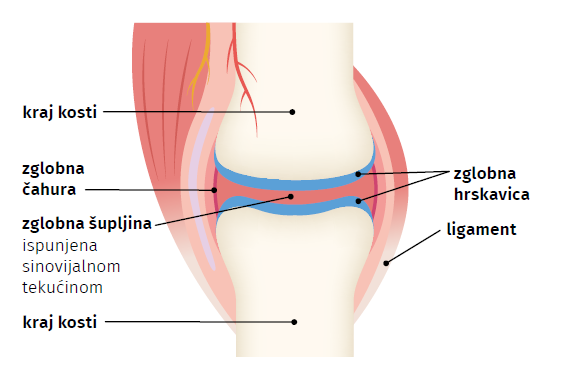 kraj kosti
zglobna
čahura
zglobna šupljina
ispunjena
sinovijalnom
tekućinom
kraj kosti
zglobna
hrskavica
ligament